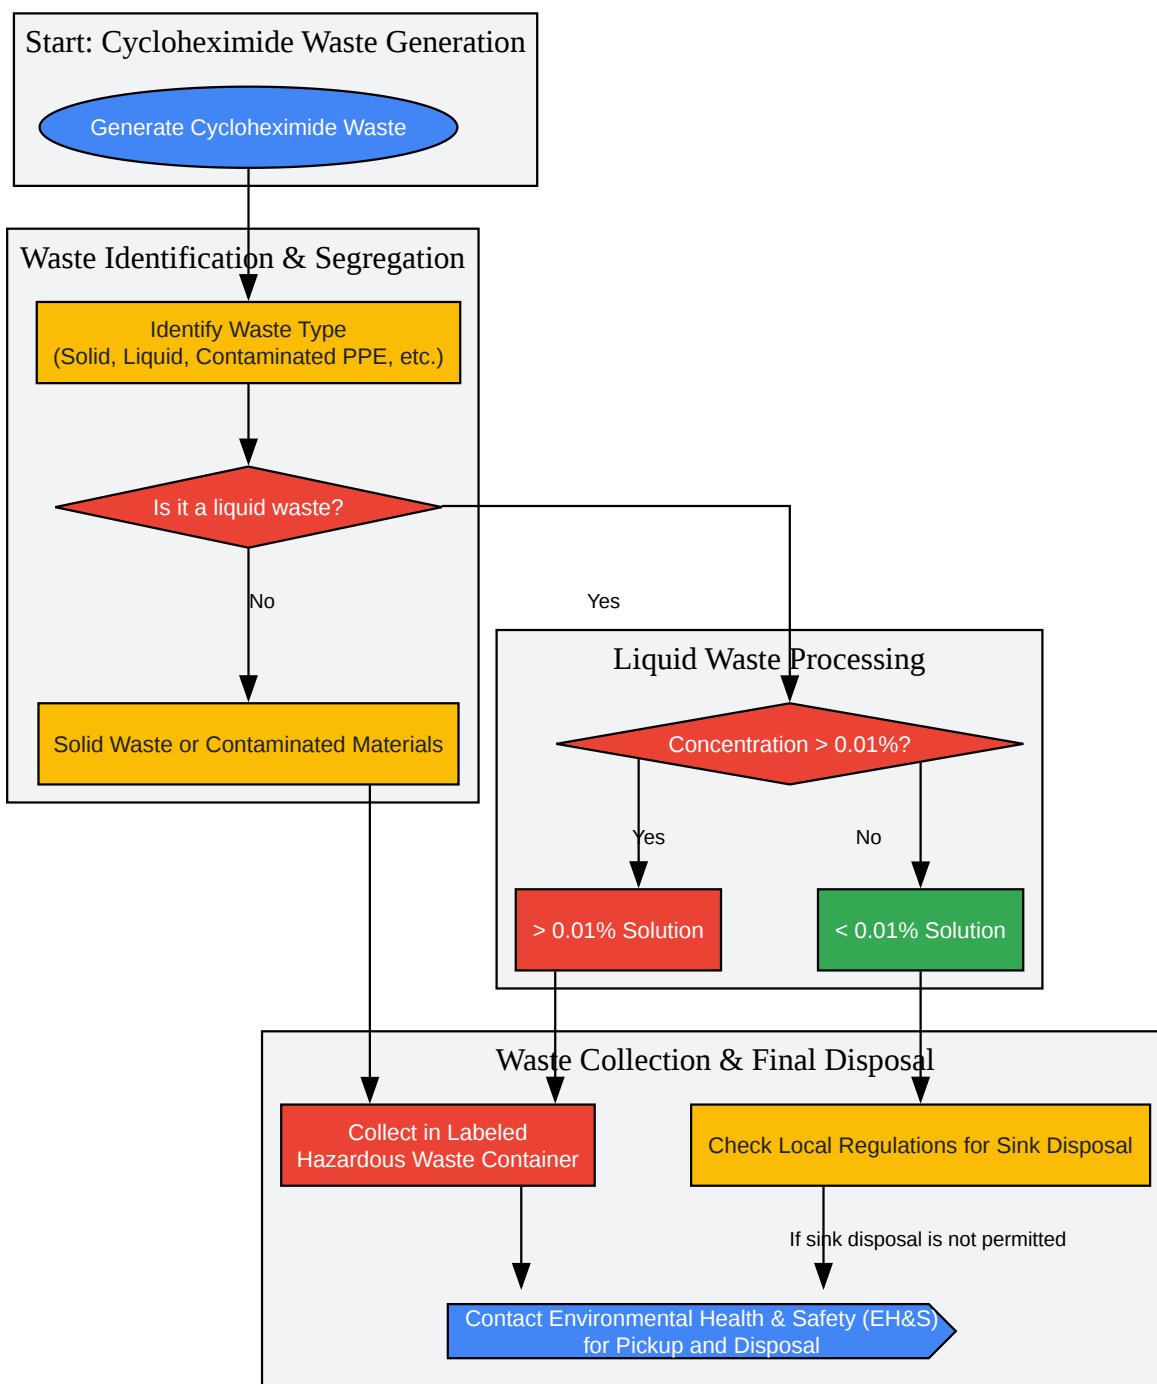 Start: Cycloheximide Waste Generation
Generate Cycloheximide Waste
Waste Identification & Segregation
Identify Waste Type
(Solid, Liquid, Contaminated PPE, etc.)
Is it a liquid waste?
No
Yes
Solid Waste or Contaminated Materials
Liquid Waste Processing
Concentration > 0.01%?
Yes
No
> 0.01% Solution
< 0.01% Solution
Waste Collection & Final Disposal
Collect in Labeled
Hazardous Waste Container
Check Local Regulations for Sink Disposal
If sink disposal is not permitted
Contact Environmental Health & Safety (EH&S)
for Pickup and Disposal